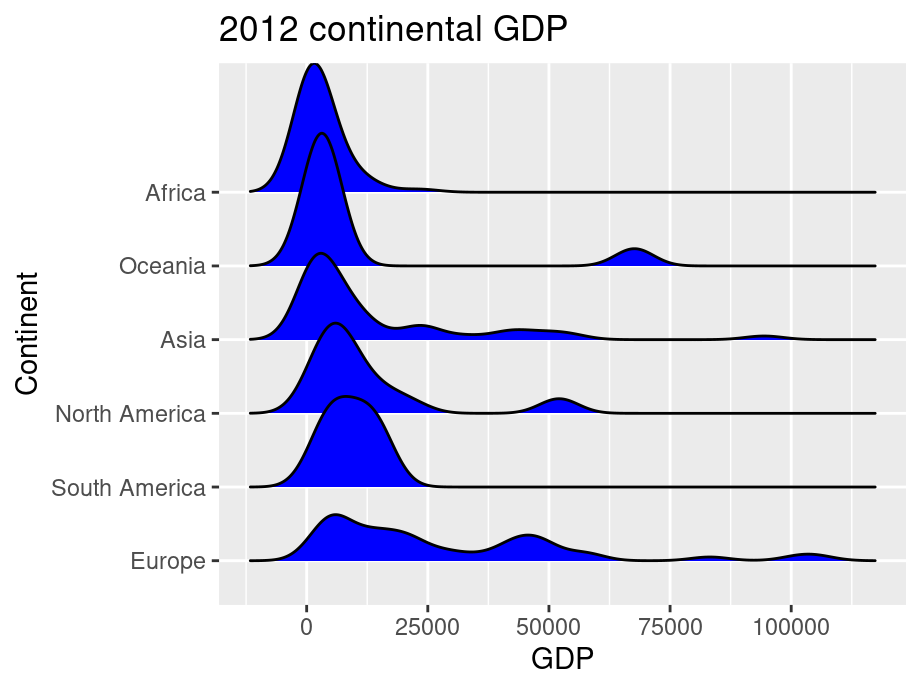 2012 continental GDP
Continent
Africa
Oceania
Asia
North America
South America
Europe
0 25000 50000 75000 100000
GDP